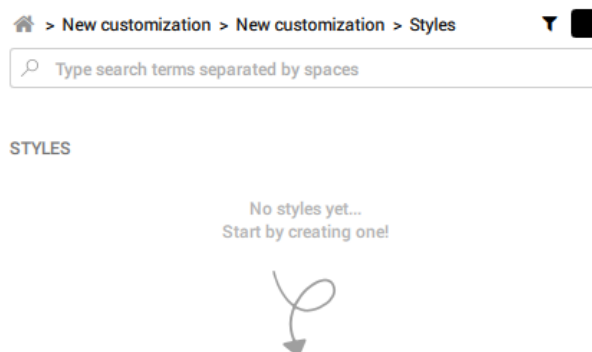 > New customization > New customization > Styles
Type search terms separated by spaces
STYLES
No styles yet...
Start by creating one!